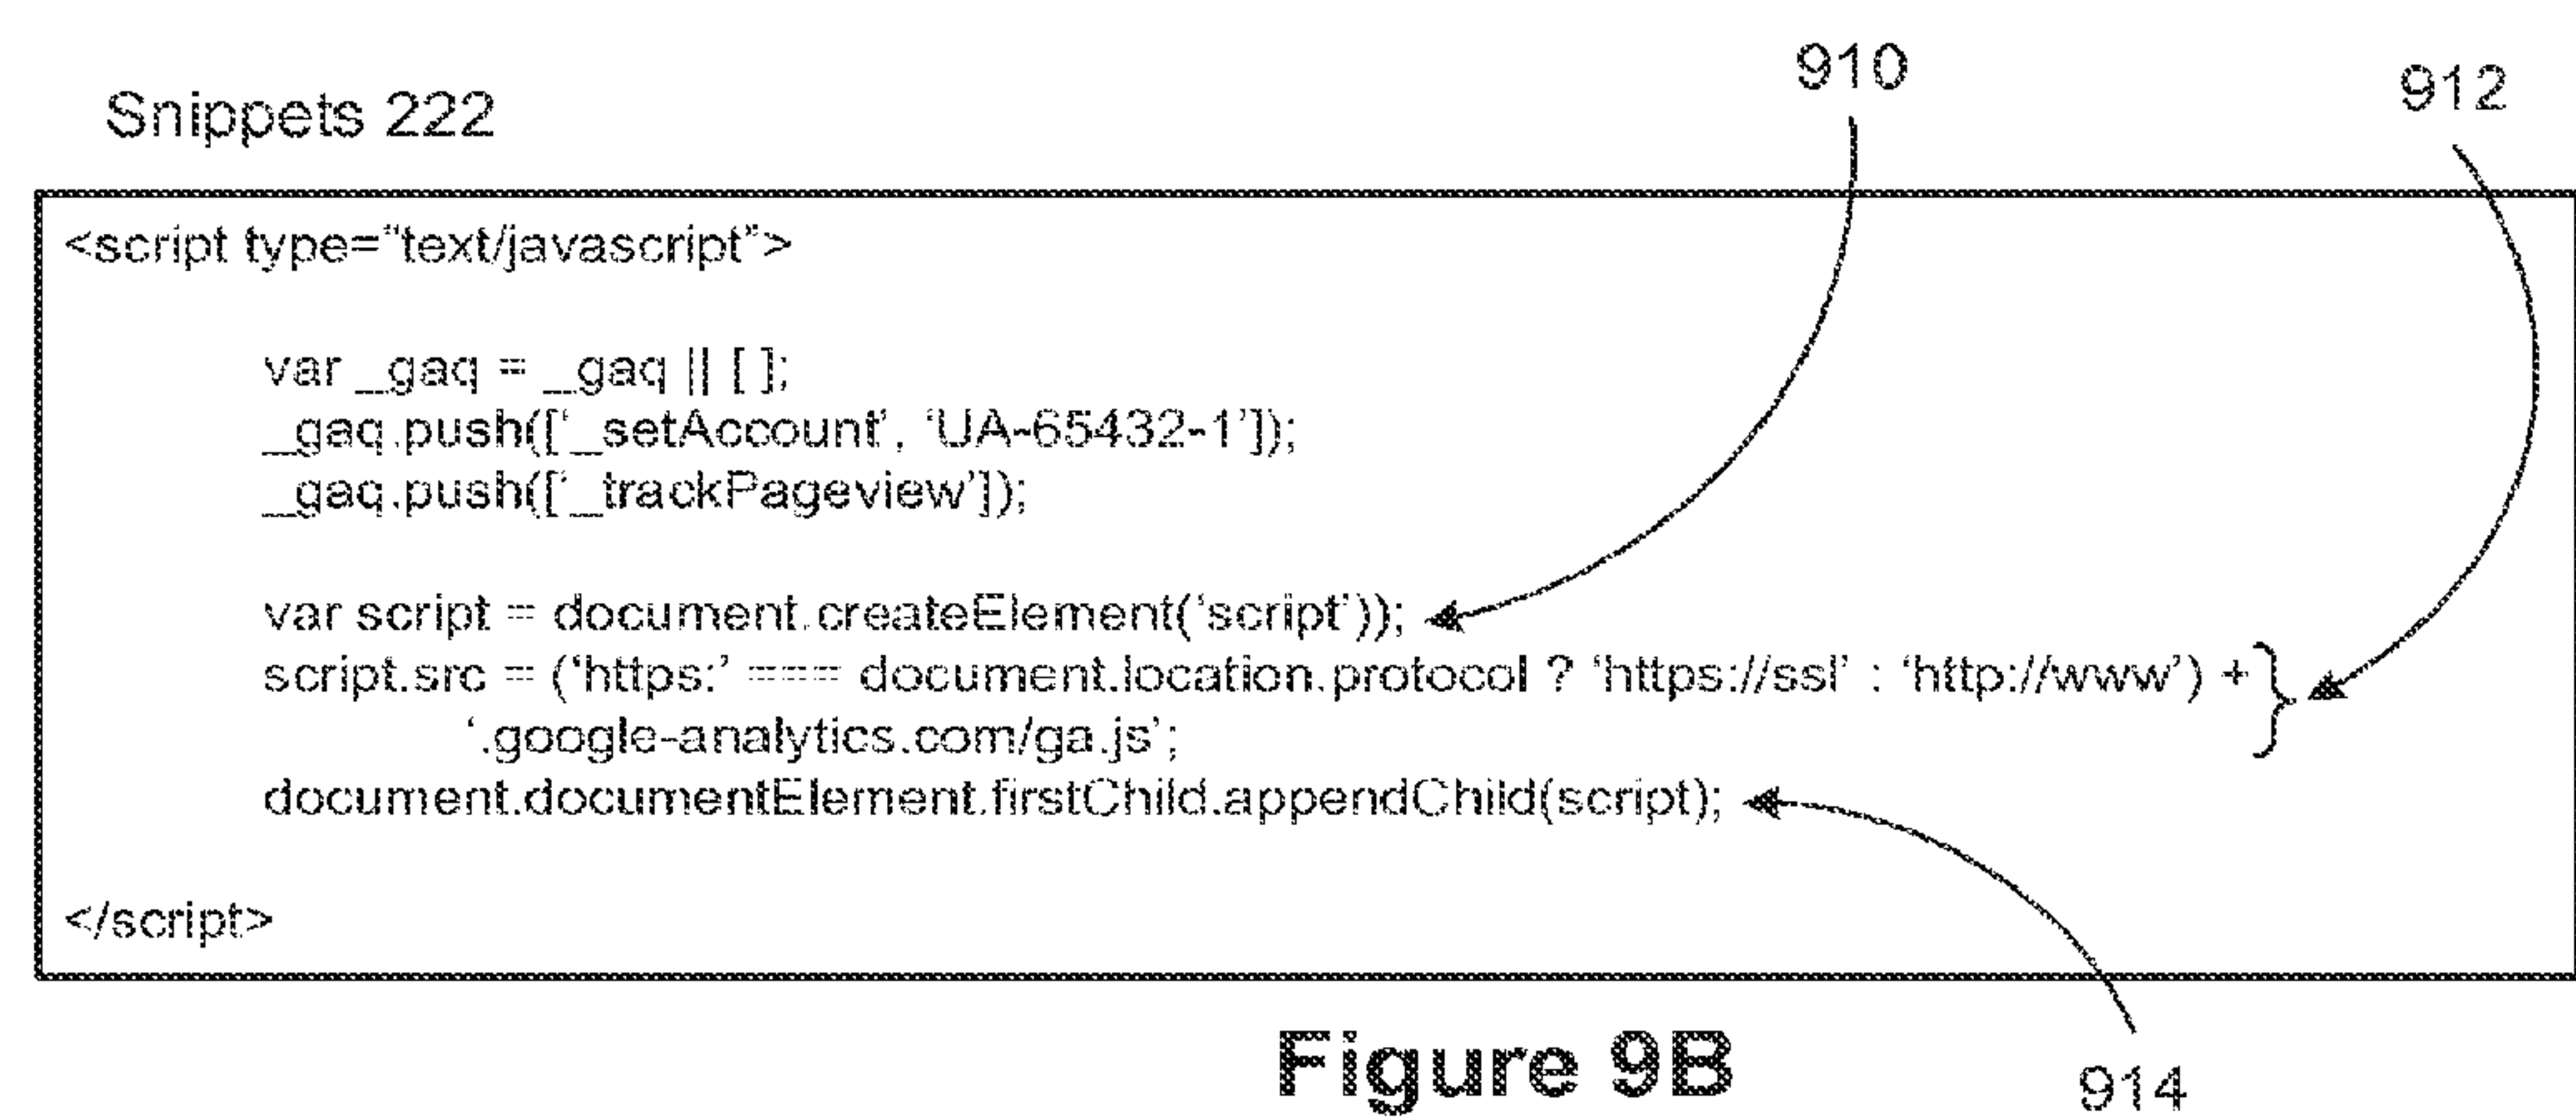 910
912
Snippets 222
<script type="text/javascript">
var _gaq = _gaq || [ ];
_gaq.push([‘_setAccount’, ‘UA-65432-1’]);
_gaq.push([‘_trackPageview’]);
var script = document.createElement(‘script’));
script.src = (‘https:’ === document.location.protocol ? ‘https://ssl’ : ‘http://www’) +
‘.google-analytics.com/ga.js’;
document.documentElement.firstChild.appendChild(script);
</script>
Figure 9B
914